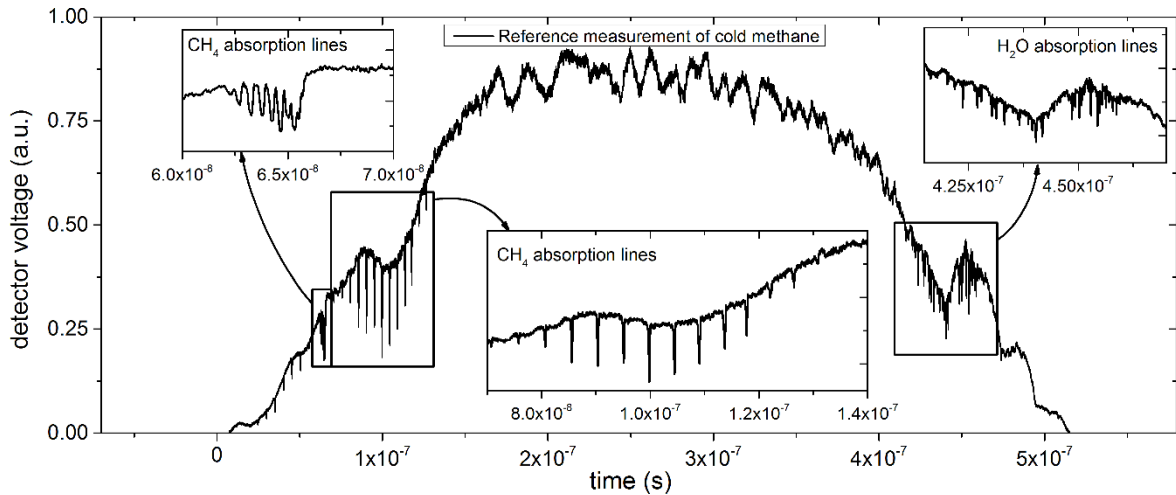 1.00
0.75
0.50
0.25
0.00
detector voltage (a.u.)
Reference measurement of cold methane
CH₄ absorption lines
6.0x10⁻⁸ 6.5x10⁻⁸ 7.0x10⁻⁸
H₂O absorption lines
4.25x10⁻⁷ 4.50x10⁻⁷
CH₄ absorption lines
8.0x10⁻⁸ 1.0x10⁻⁷ 1.2x10⁻⁷ 1.4x10⁻⁷
0 1x10⁻⁷ 2x10⁻⁷ 3x10⁻⁷ 4x10⁻⁷ 5x10⁻⁷
time (s)